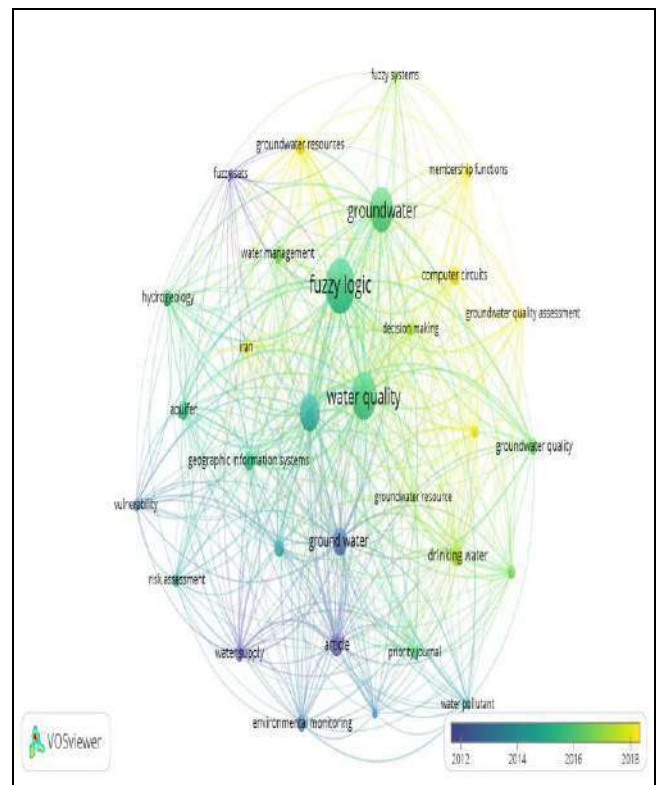 fuzzy systems
groundwater resources
fuzzy sets
membership functions
groundwater
water management
fuzzy logic
computer circuits
hydrogeology
groundwater quality assessment
decision making
iran
water quality
aquifer
groundwater quality
geographic information systems
groundwater resource
vulnerability
ground water
drinking water
risk assessment
article
water supply
priority journal
water pollutant
environmental monitoring
VOSviewer
2012 2014 2016 2018